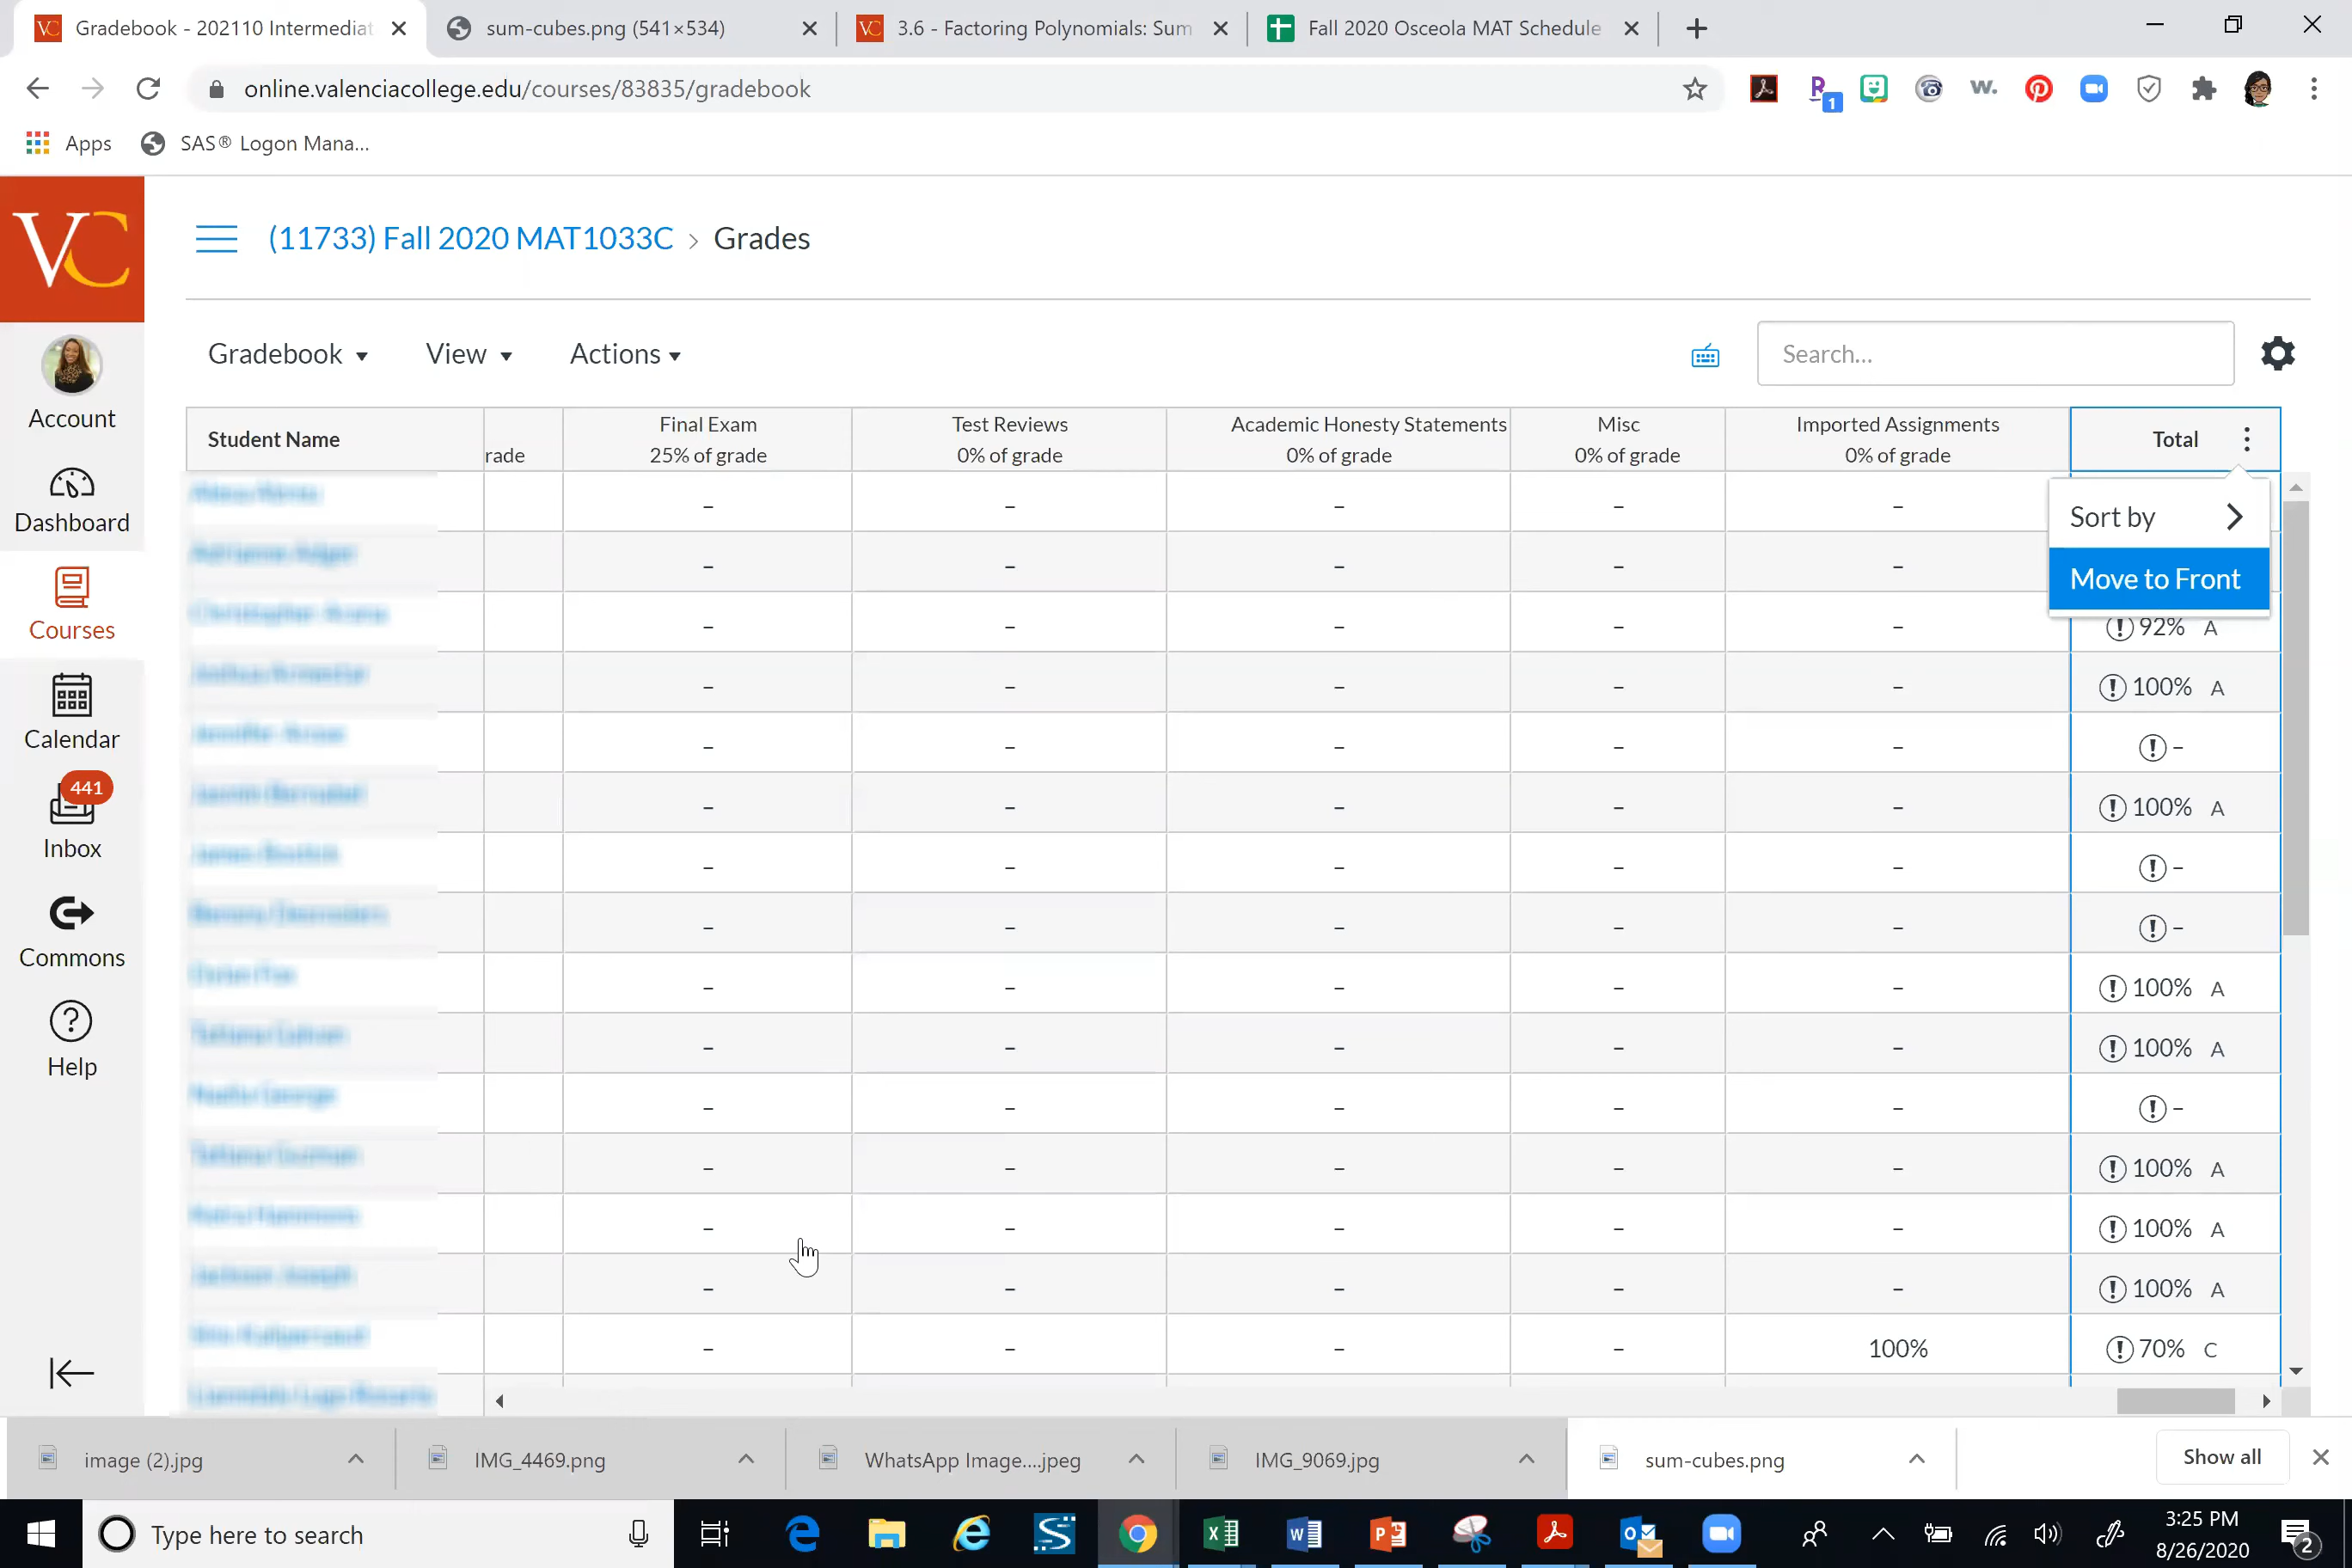 Gradebook - 202110 Intermediat
sum-cubes.png (541×534)
3.6 - Factoring Polynomials: Sum
Fall 2020 Osceola MAT Schedule
online.valenciacollege.edu/courses/83835/gradebook
1
Apps
SAS® Logon Mana...
VC
(11733) Fall 2020 MAT1033C > Grades
Gradebook
View
Actions
Search...
Account
Dashboard
Courses
Calendar
441
Inbox
Commons
Help
Student Name
rade
Final Exam
25% of grade
Test Reviews
0% of grade
Academic Honesty Statements
0% of grade
Misc
0% of grade
Imported Assignments
0% of grade
Total
Sort by
Move to Front
– – – – –
– – – – –
– – – – – 92% A
– – – – – 100% A
– – – – – –
– – – – – 100% A
– – – – – –
– – – – – –
– – – – – 100% A
– – – – – 100% A
– – – – – –
– – – – – 100% A
– – – – – 100% A
– – – – – 100% A
– – – – 100% 70% C
image (2).jpg
IMG_4469.png
WhatsApp Image....jpeg
IMG_9069.jpg
sum-cubes.png
Show all
Type here to search
3:25 PM
8/26/2020
2